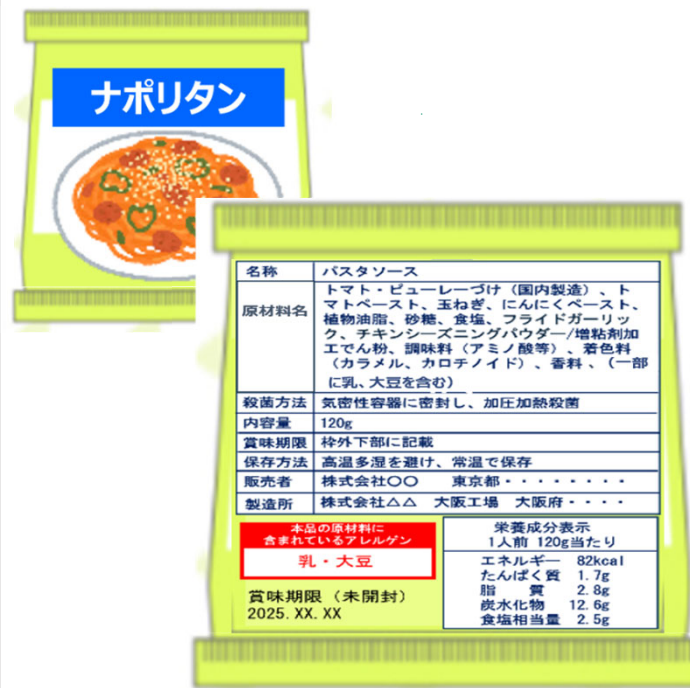 ナポリタン
名称 パスタソース
原材料名 トマト・ピューレーづけ（国内製造）、ト
マトペースト、玉ねぎ、にんにくペースト、
植物油脂、砂糖、食塩、フライドガーリッ
ク、チキンシーズニングパウダー/増粘剤加
工でん粉、調味料（アミノ酸等）、着色料
（カラメル、カロチノイド）、香料 、（一部
に乳、大豆を含む）
殺菌方法 気密性容器に密封し、加圧加熱殺菌
内容量 120g
賞味期限 枠外下部に記載
保存方法 高温多湿を避け、常温で保存
販売者 株式会社〇〇 東京都・・・・・・・・
製造所 株式会社△△ 大阪工場 大阪府・・・・
本品の原材料に
含まれているアレルゲン
乳・大豆
賞味期限（未開封）
2025.XX.XX
栄養成分表示
1人前 120g当たり
エネルギー 82kcal
たんぱく質 1.7g
脂 質 2.8g
炭水化物 12.6g
食塩相当量 2.5g